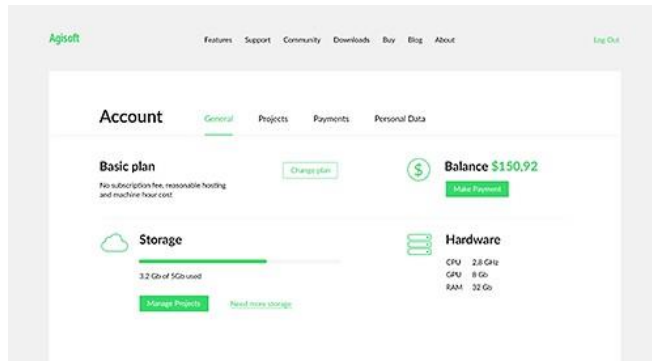 Agisoft Features Support Community Downloads Buy Blog About Log Out
Account General Projects Payments Personal Data
Basic plan
No subscription fee, reasonable hosting
and machine hour cost
Change plan
Balance $150,92
Make Payment
Storage
3.2 Gb of 5Gb used
Manage Projects Need more storage
Hardware
CPU 2.8 GHz
GPU 8 Gb
RAM 32 Gb